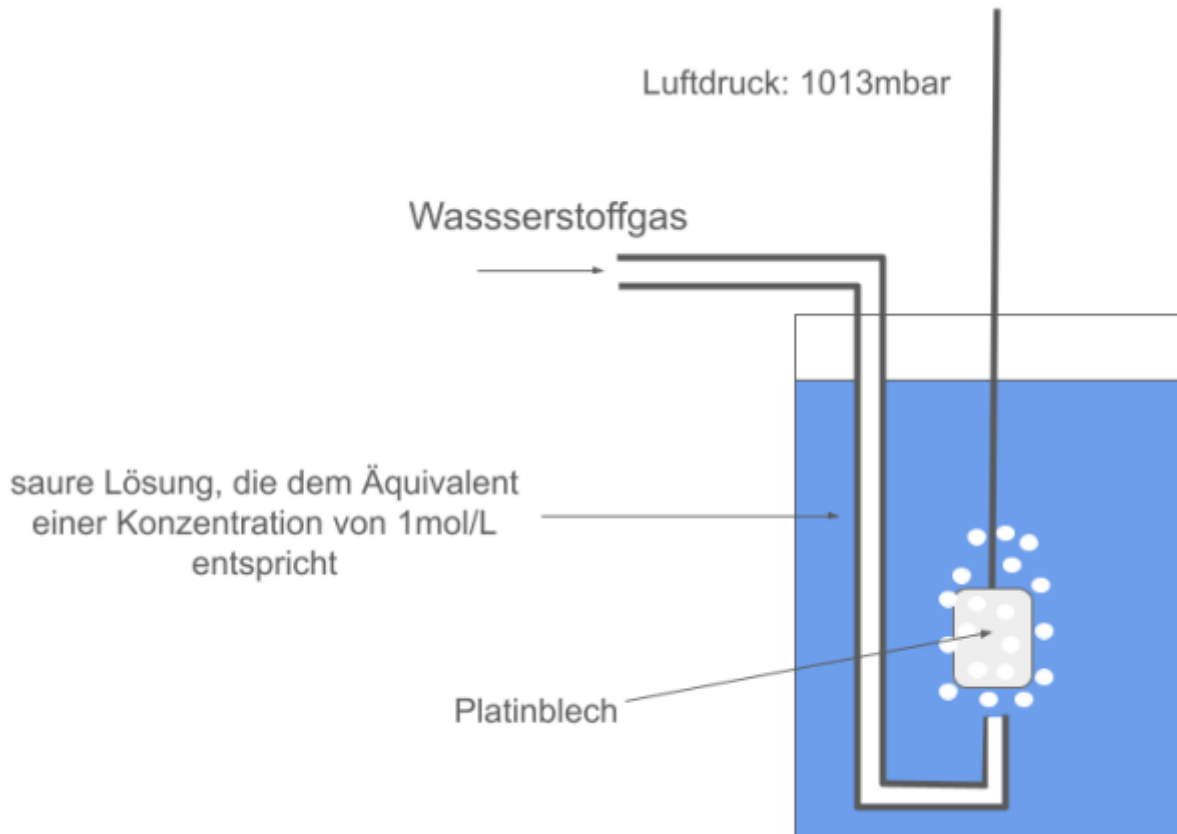 Luftdruck: 1013mbar
Wassserstoffgas
saure Lösung, die dem Äquivalent
einer Konzentration von 1mol/L
entspricht
Platinblech